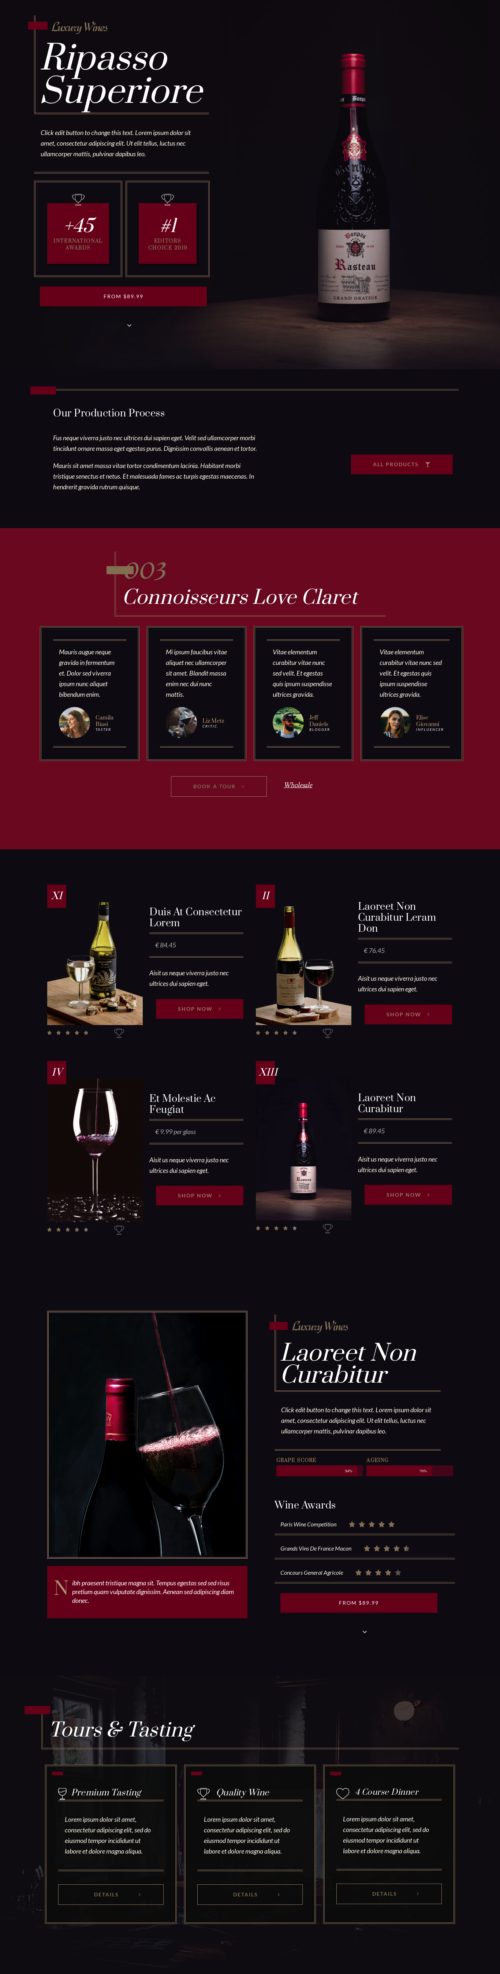 Luxury Wines
Ripasso
Superiore
Click edit button to change this text. Lorem ipsum dolor sit
amet, consectetur adipiscing elit. Ut elit tellus, luctus nec
ullamcorper mattis, pulvinar dapibus leo.
+45
INTERNATIONAL
AWARDS
#1
EDITORS
CHOICE 2019
FROM $89.99
Bonpas
Rasteau
GRAND ORATEUR
Our Production Process
Fus neque viverra justo nec ultrices dui sapien eget. Velit sed ullamcorper morbi
tincidunt ornare massa eget egestas purus. Dignissim convallis aenean et tortor.
Mauris sit amet massa vitae tortor condimentum lacinia. Habitant morbi
tristique senectus et netus. Et malesuada fames ac turpis egestas maecenas. In
hendrerit gravida rutrum quisque.
ALL PRODUCTS
003
Connoisseurs Love Claret
Mauris augue neque
gravida in fermentum
et. Dolor sed viverra
ipsum nunc aliquet
bibendum enim.
Camila
Rassi
TASTER
Mi ipsum faucibus vitae
aliquet nec ullamcorper
sit amet. Blandit massa
enim nec dui nunc
mattis.
Liz Metz
CRITIC
Vitae elementum
curabitur vitae nunc
sed velit. Et egestas
quis ipsum suspendisse
ultrices gravida.
Jeff
Daniels
BLOGGER
Vitae elementum
curabitur vitae nunc sed
velit. Et egestas quis
ipsum suspendisse
ultrices gravida.
Elise
Giovanni
INFLUENCER
BOOK A TOUR
Wholesale
XI
Duis At Consectetur
Lorem
€ 84.45
Aisit us neque viverra justo nec
ultrices dui sapien eget.
SHOP NOW
II
Laoreet Non
Curabitur Leram
Don
€ 76.45
Aisit us neque viverra justo nec
ultrices dui sapien eget.
SHOP NOW
IV
Et Molestie Ac
Feugiat
€ 9.99 per glass
Aisit us neque viverra justo nec
ultrices dui sapien eget.
SHOP NOW
XIII
Laoreet Non
Curabitur
€ 89.45
Aisit us neque viverra justo nec
ultrices dui sapien eget.
SHOP NOW
Luxury Wines
Laoreet Non
Curabitur
Click edit button to change this text. Lorem ipsum dolor sit
amet, consectetur adipiscing elit. Ut elit tellus, luctus nec
ullamcorper mattis, pulvinar dapibus leo.
GRAPE SCORE
AGEING
Wine Awards
Paris Wine Competition
Grands Vins De France Macon
Concours General Agricole
FROM $89.99
Nibh praesent tristique magna sit. Tempus egestas sed sed risus
pretium quam vulputate dignissim. Aenean sed adipiscing diam
donec.
Tours & Tasting
Premium Tasting
Lorem ipsum dolor sit amet,
consectetur adipiscing elit, sed do
eiusmod tempor incididunt ut
labore et dolore magna aliqua.
DETAILS
Quality Wine
Lorem ipsum dolor sit amet,
consectetur adipiscing elit, sed do
eiusmod tempor incididunt ut
labore et dolore magna aliqua.
DETAILS
4 Course Dinner
Lorem ipsum dolor sit amet,
consectetur adipiscing elit, sed do
eiusmod tempor incididunt ut
labore et dolore magna aliqua.
DETAILS